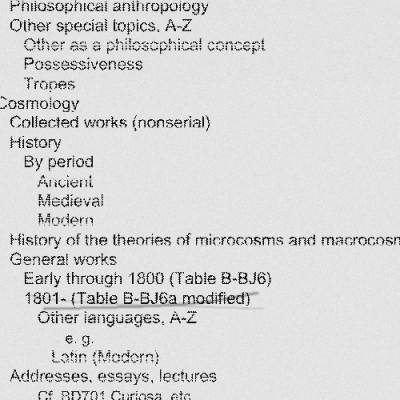 Philosophical anthropology
Other special topics, A-Z
Other as a philosophical concept
Possessiveness
Tropes
Cosmology
Collected works (nonserial)
History
By period
Ancient
Medieval
Modern
History of the theories of microcosms and macrocosm
General works
Early through 1800 (Table B-BJ6)
1801- (Table B-BJ6a modified)
Other languages, A-Z
e. g.
Latin (Modern)
Addresses, essays, lectures
Cf. BD701 Curiosa, etc.